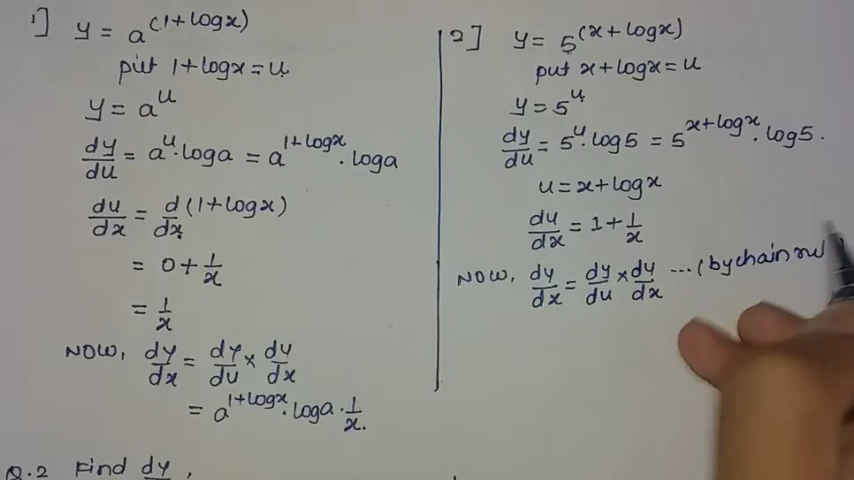 1] y = a^(1+logx)
put 1+logx = u
y = a^u
dy/du = a^u · loga = a^(1+logx) · loga
du/dx = d/dx (1+logx)
= 0 + 1/x
= 1/x
NOW, dy/dx = dy/du × dy/dx
= a^(1+logx) · loga · 1/x.
Q.2 Find dy
2] y = 5^(x+logx)
put x+logx = u
y = 5^u
dy/du = 5^u · log5 = 5^(x+logx) · log5.
u = x+logx
du/dx = 1 + 1/x
NOW, dy/dx = dy/du × dy/dx ... (by chain